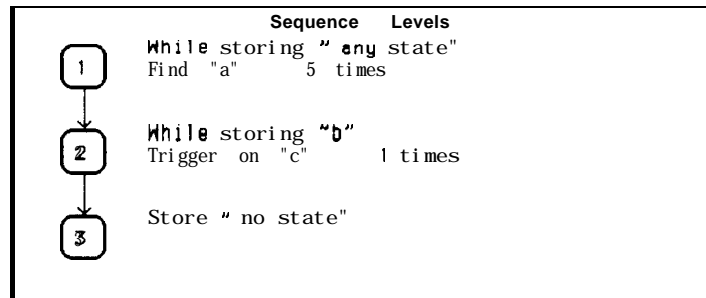 Sequence Levels
1
While storing "any state"
Find "a" 5 times
2
While storing "b"
Trigger on "c" 1 times
3
Store "no state"